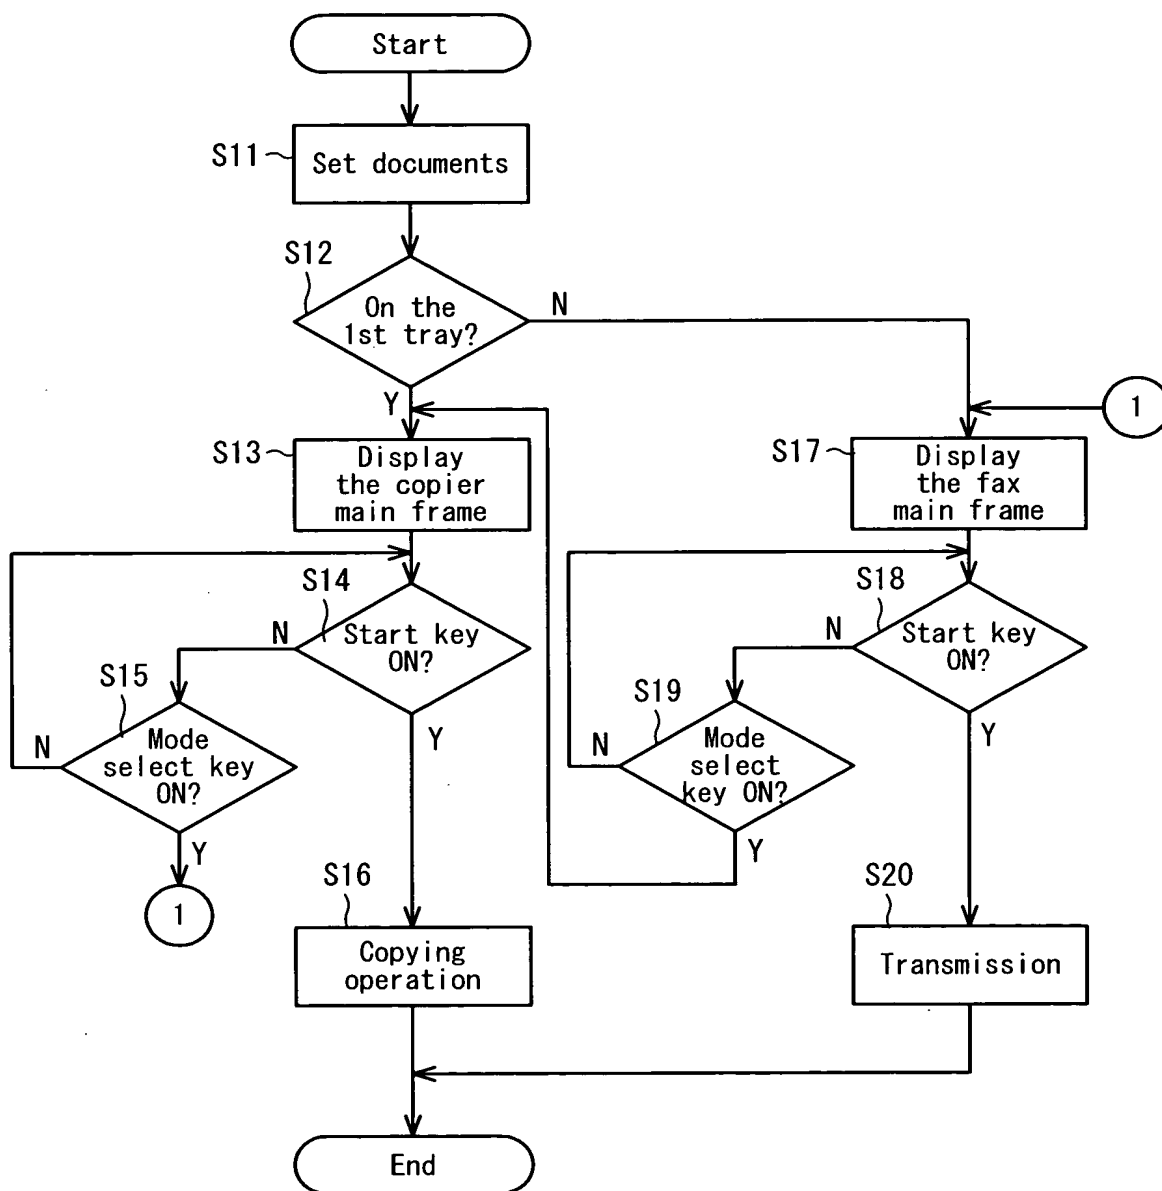 Start
S11
Set documents
S12
On the
1st tray?
N
Y
1
S13
Display
the copier
main frame
S17
Display
the fax
main frame
S14
Start key
ON?
N
Y
S18
Start key
ON?
N
Y
S15
Mode
select key
ON?
N
Y
1
S19
Mode
select
key ON?
N
Y
S16
Copying
operation
S20
Transmission
End